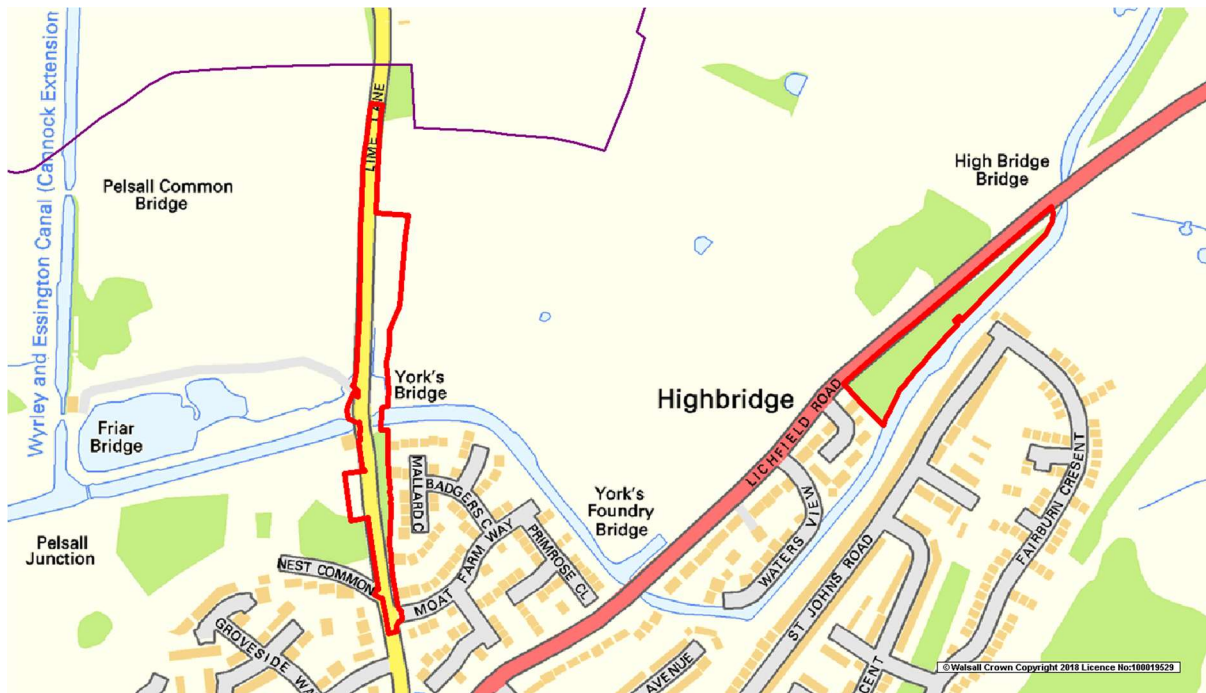 Wyrley and Essington Canal (Cannock Extension
LIME LANE
Pelsall Common
Bridge
High Bridge
Bridge
York's
Bridge
Friar
Bridge
Highbridge
LICHFIELD ROAD
MALLARD C
BADGERS C
MOAT FARM WAY
PRIMROSE CL
York's
Foundry
Bridge
WATERS VIEW
ST JOHNS ROAD
FAIRBURN CRESENT
Pelsall
Junction
NEST COMMON
GROVESIDE WA
AVENUE
CENT
© Walsall Crown Copyright 2018 Licence No:100019529